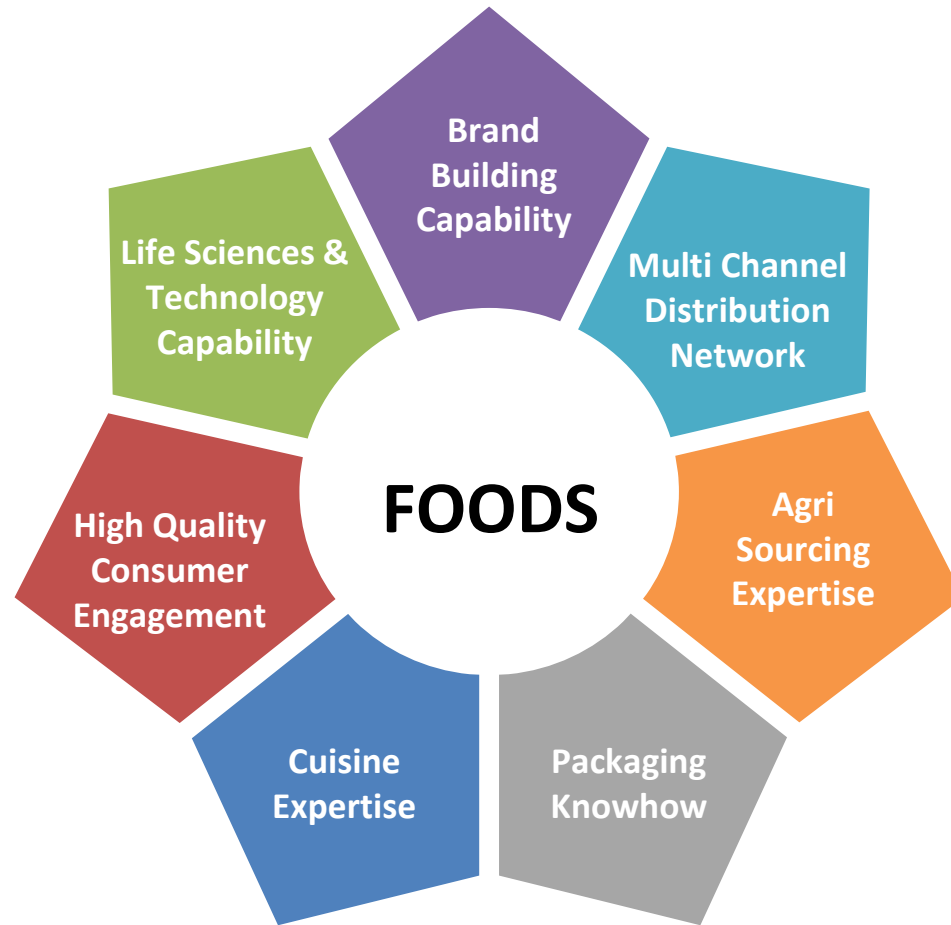 Brand
Building
Capability
Multi Channel
Distribution
Network
Agri
Sourcing
Expertise
Packaging
Knowhow
Cuisine
Expertise
High Quality
Consumer
Engagement
Life Sciences &
Technology
Capability
FOODS